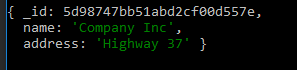 { _id: 5d98747bb51abd2cf00d557e,
name: 'Company Inc',
address: 'Highway 37' }